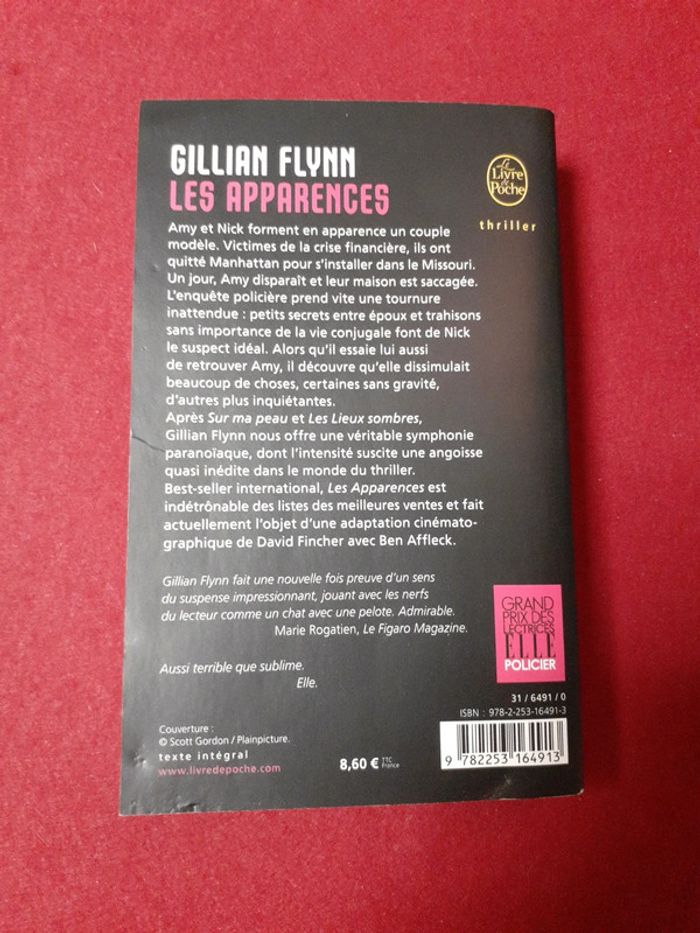 GILLIAN FLYNN
LES APPARENCES
Le
Livre
de
Poche
thriller
Amy et Nick forment en apparence un couple
modèle. Victimes de la crise financière, ils ont
quitté Manhattan pour s'installer dans le Missouri.
Un jour, Amy disparaît et leur maison est saccagée.
L'enquête policière prend vite une tournure
inattendue : petits secrets entre époux et trahisons
sans importance de la vie conjugale font de Nick
le suspect idéal. Alors qu'il essaie lui aussi
de retrouver Amy, il découvre qu'elle dissimulait
beaucoup de choses, certaines sans gravité,
d'autres plus inquiétantes.
Après Sur ma peau et Les Lieux sombres,
Gillian Flynn nous offre une véritable symphonie
paranoïaque, dont l'intensité suscite une angoisse
quasi inédite dans le monde du thriller.
Best-seller international, Les Apparences est
indétrônable des listes des meilleures ventes et fait
actuellement l'objet d'une adaptation cinémato-
graphique de David Fincher avec Ben Affleck.
Gillian Flynn fait une nouvelle fois preuve d'un sens
du suspense impressionnant, jouant avec les nerfs
du lecteur comme un chat avec une pelote. Admirable.
Marie Rogatien, Le Figaro Magazine.
Aussi terrible que sublime.
Elle.
GRAND
PRIX DES
LECTRICES
ELLE
POLICIER
Couverture :
© Scott Gordon / Plainpicture.
texte intégral
www.livredepoche.com
8,60 € TTC
France
31 / 6491 / 0
ISBN : 978-2-253-16491-3
9 782253 164913